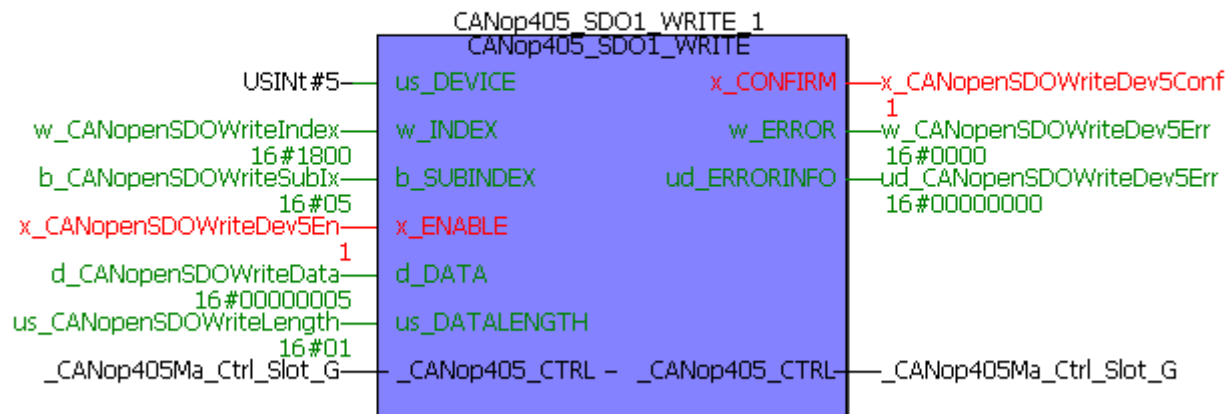 CANop405_SDO1_WRITE_1
CANop405_SDO1_WRITE
USINt#5 us_DEVICE x_CONFIRM x_CANopenSDOWriteDev5Conf
1
w_CANopenSDOWriteIndex w_INDEX w_ERROR w_CANopenSDOWriteDev5Err
16#1800 16#0000
b_CANopenSDOWriteSubIx b_SUBINDEX ud_ERRORINFO ud_CANopenSDOWriteDev5Err
16#05 16#00000000
x_CANopenSDOWriteDev5En x_ENABLE
1
d_CANopenSDOWriteData d_DATA
16#00000005
us_CANopenSDOWriteLength us_DATALENGTH
16#01
_CANop405Ma_Ctrl_Slot_G _CANop405_CTRL – _CANop405_CTRL _CANop405Ma_Ctrl_Slot_G